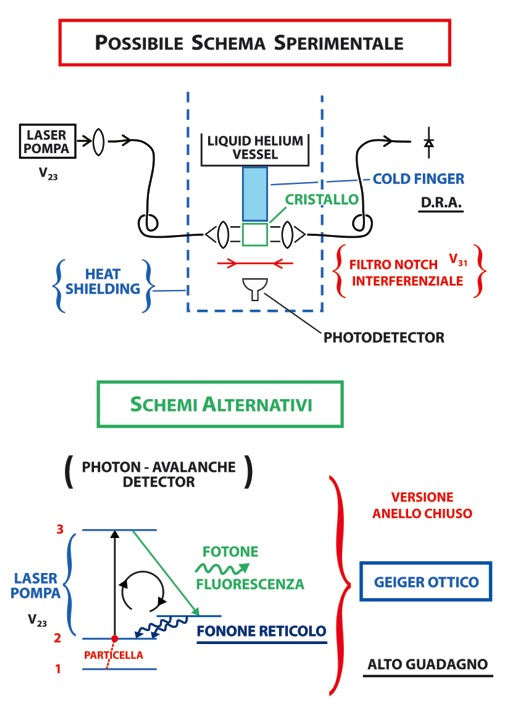 POSSIBILE SCHEMA SPERIMENTALE
LASER
POMPA
V23
LIQUID HELIUM
VESSEL
COLD FINGER
CRISTALLO
D.R.A.
HEAT
SHIELDING
FILTRO NOTCH V31
INTERFERENZIALE
PHOTODETECTOR
SCHEMI ALTERNATIVI
(PHOTON - AVALANCHE
DETECTOR)
3
LASER
POMPA
V23
2
1
PARTICELLA
FOTONE
FLUORESCENZA
FONONE RETICOLO
VERSIONE
ANELLO CHIUSO
GEIGER OTTICO
ALTO GUADAGNO